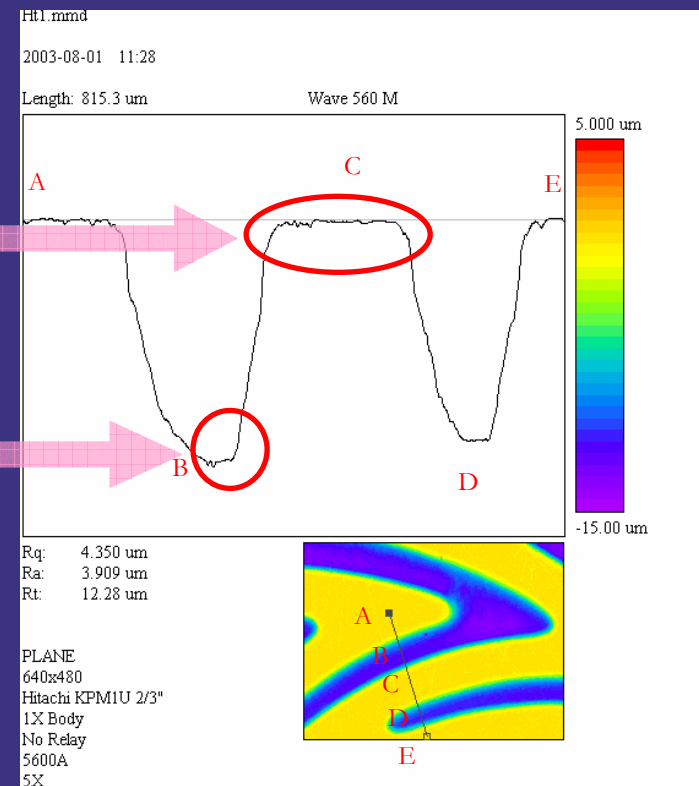 Ht1.mmd
2003-08-01 11:28
Length: 815.3 um Wave 560 M
5.000 um
A
C
E
B
D
-15.00 um
Rq: 4.350 um
Ra: 3.909 um
Rt: 12.28 um
PLANE
640x480
Hitachi KPM1U 2/3"
1X Body
No Relay
5600A
5X
A
B
C
D
E